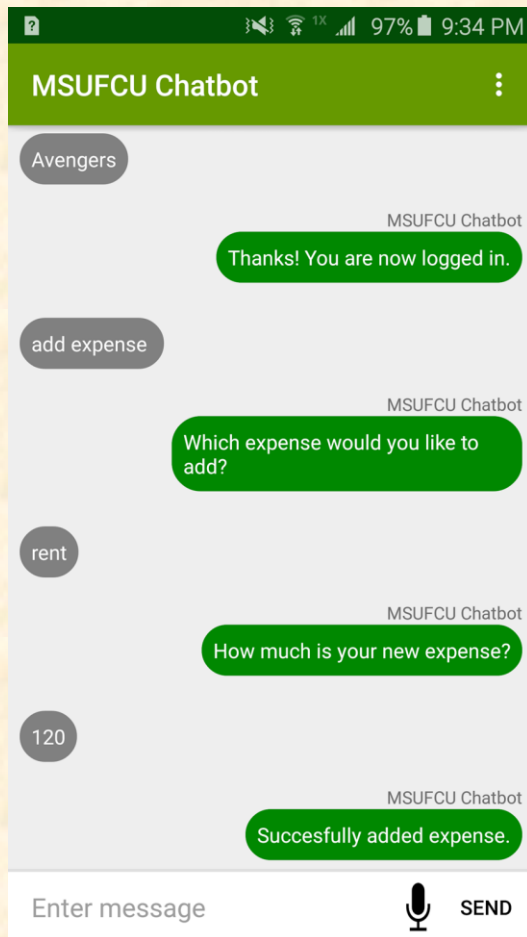 1X 97% 9:34 PM
MSUFCU Chatbot
Avengers
MSUFCU Chatbot
Thanks! You are now logged in.
add expense
MSUFCU Chatbot
Which expense would you like to
add?
rent
MSUFCU Chatbot
How much is your new expense?
120
MSUFCU Chatbot
Succesfully added expense.
Enter message SEND